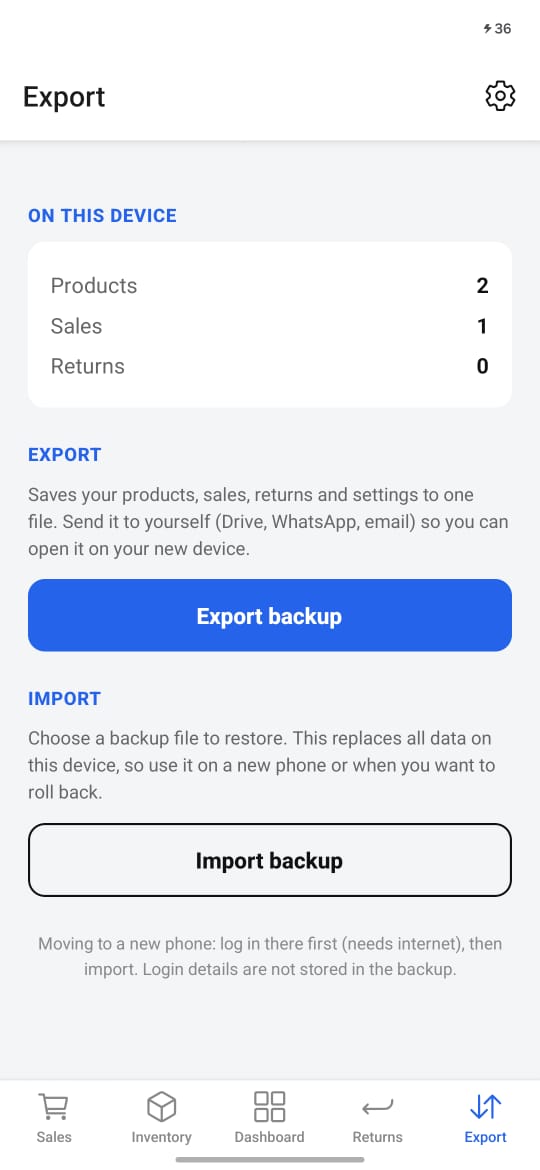 36
Export
ON THIS DEVICE
Products 2
Sales 1
Returns 0
EXPORT
Saves your products, sales, returns and settings to one
file. Send it to yourself (Drive, WhatsApp, email) so you can
open it on your new device.
Export backup
IMPORT
Choose a backup file to restore. This replaces all data on
this device, so use it on a new phone or when you want to
roll back.
Import backup
Moving to a new phone: log in there first (needs internet), then
import. Login details are not stored in the backup.
Sales Inventory Dashboard Returns Export